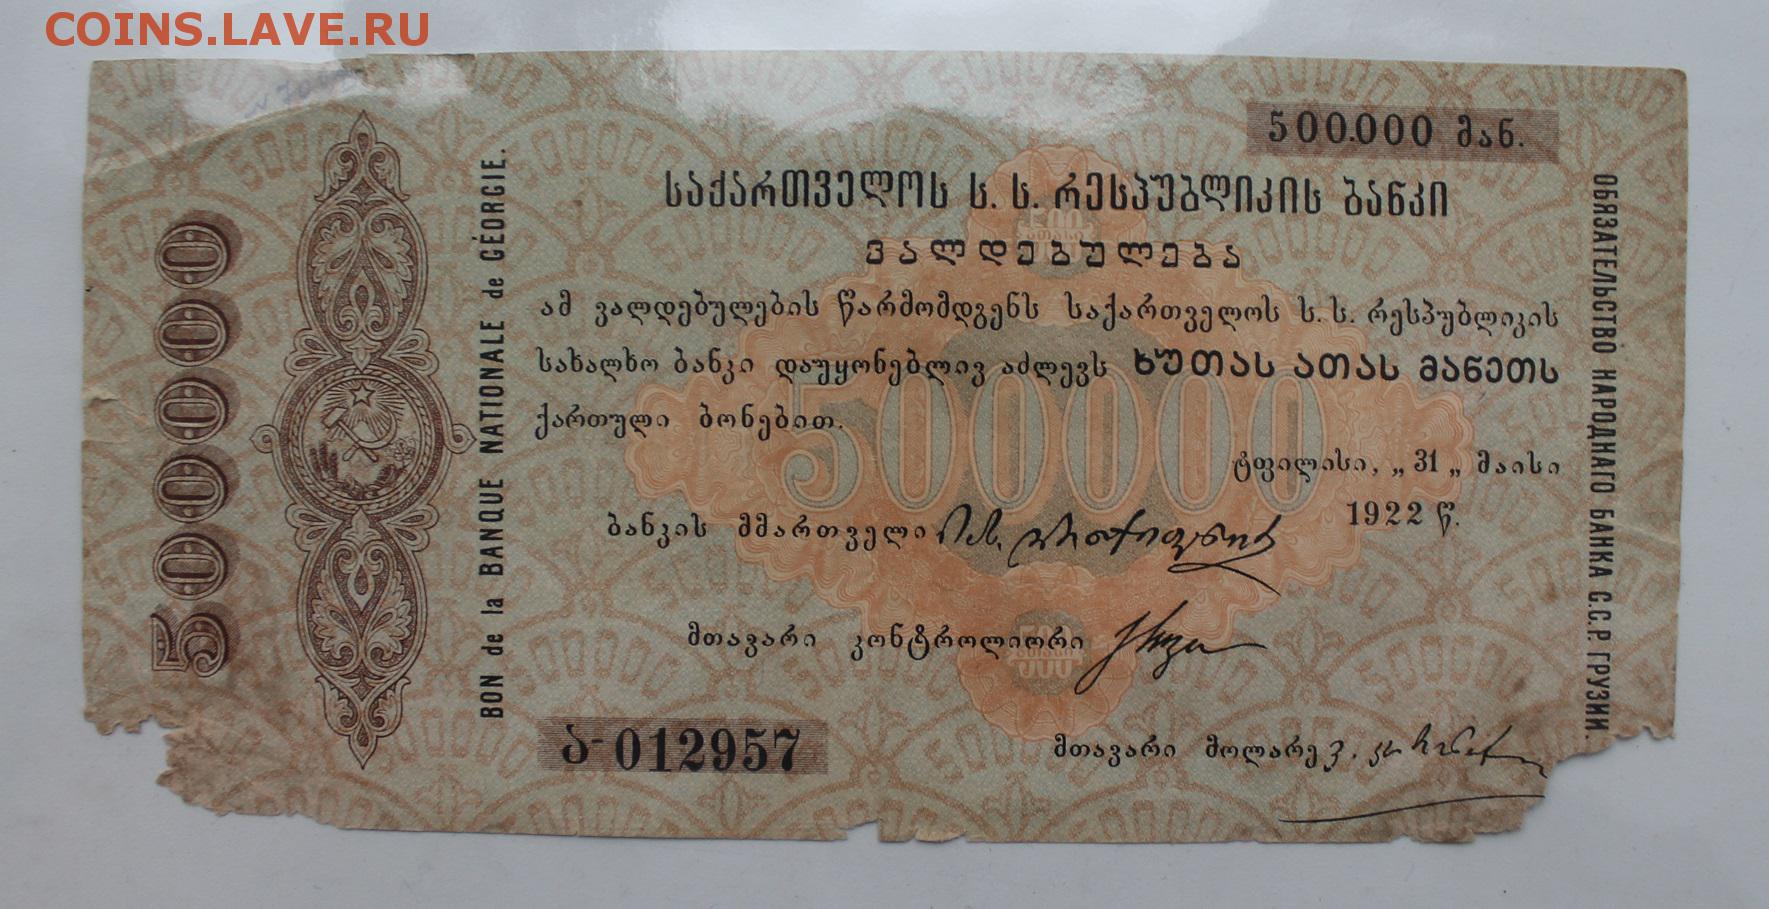 COINS.LAVE.RU
500.000 მან.
500000
BON de la BANQUE NATIONALE de GÉORGIE.
საქართველოს ს. ს. რესპუბლიკის ბანკი
ვალდებულება
ამ ვალდებულების წარმომდგენს საქართველოს ს. ს. რესპუბლიკის
სახალხო ბანკი დაუყონებლივ აძლევს ხუთას ათას მანეთს
ქართული ბონებით.
500000
ტფილისი, „31„ მაისი
1922 წ.
ბანკის მმართველი
მთავარი კონტროლიორი
ა-012957
მთავარი მოლარე
ОБЯЗАТЕЛЬСТВО НАРОДНАГО БАНКА С.С.Р. ГРУЗИИ.